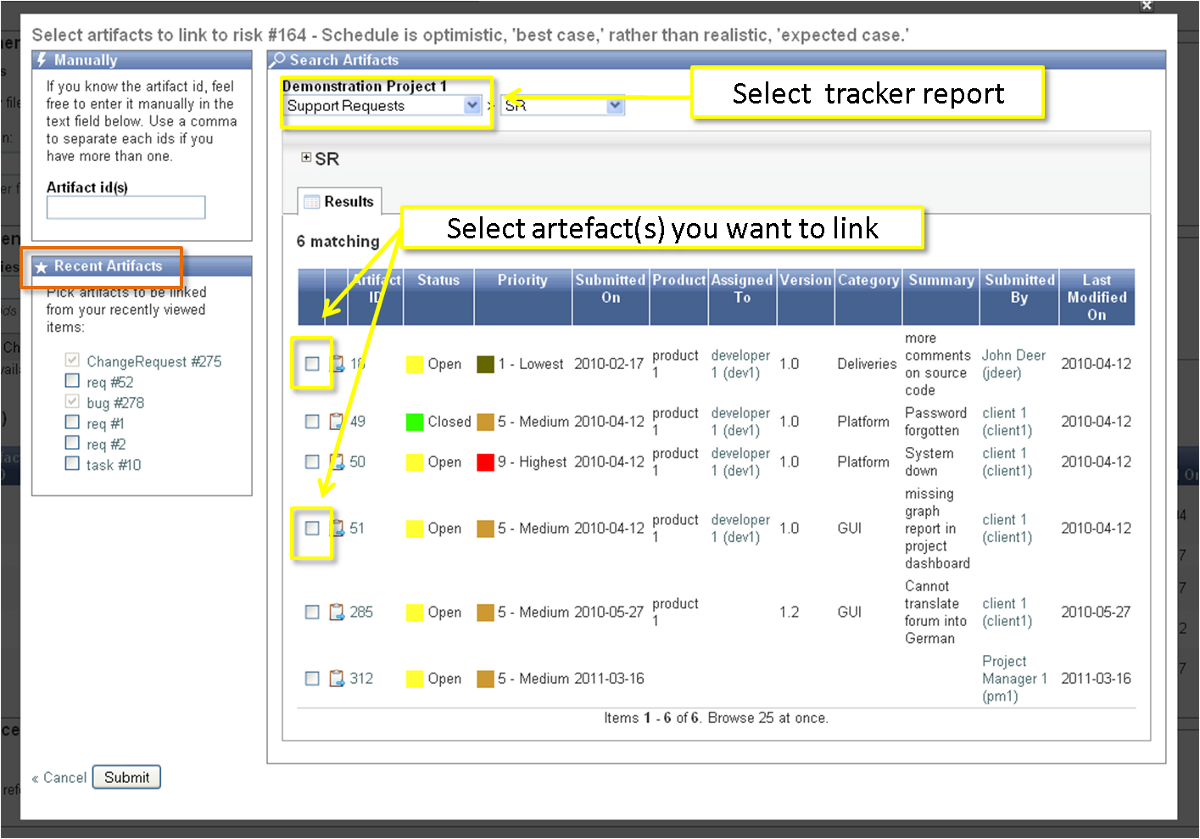 Select artifacts to link to risk #164 - Schedule is optimistic, 'best case,' rather than realistic, 'expected case.'
Manually
If you know the artifact id, feel
free to enter it manually in the
text field below. Use a comma
to separate each ids if you
have more than one.
Artifact id(s)
Recent Artifacts
Pick artifacts to be linked
from your recently viewed
items:
ChangeRequest #275
req #52
bug #278
req #1
req #2
task #10
« Cancel Submit
Search Artifacts
Demonstration Project 1
Support Requests > SR
Select tracker report
SR
Results
Select artefact(s) you want to link
6 matching
Artifact ID Status Priority Submitted On Product Assigned To Version Category Summary Submitted By Last Modified On
18 Open 1 - Lowest 2010-02-17 product 1 developer 1 (dev1) 1.0 Deliveries more comments on source code John Deer (jdeer) 2010-04-12
49 Closed 5 - Medium 2010-04-12 product 1 developer 1 (dev1) 1.0 Platform Password forgotten client 1 (client1) 2010-04-12
50 Open 9 - Highest 2010-04-12 product 1 developer 1 (dev1) 1.0 Platform System down client 1 (client1) 2010-04-12
51 Open 5 - Medium 2010-04-12 product 1 developer 1 (dev1) 1.0 GUI missing graph report in project dashboard client 1 (client1) 2010-04-12
285 Open 5 - Medium 2010-05-27 product 1 1.2 GUI Cannot translate forum into German client 1 (client1) 2010-05-27
312 Open 5 - Medium 2011-03-16 Project Manager 1 (pm1) 2011-03-16
Items 1 - 6 of 6. Browse 25 at once.